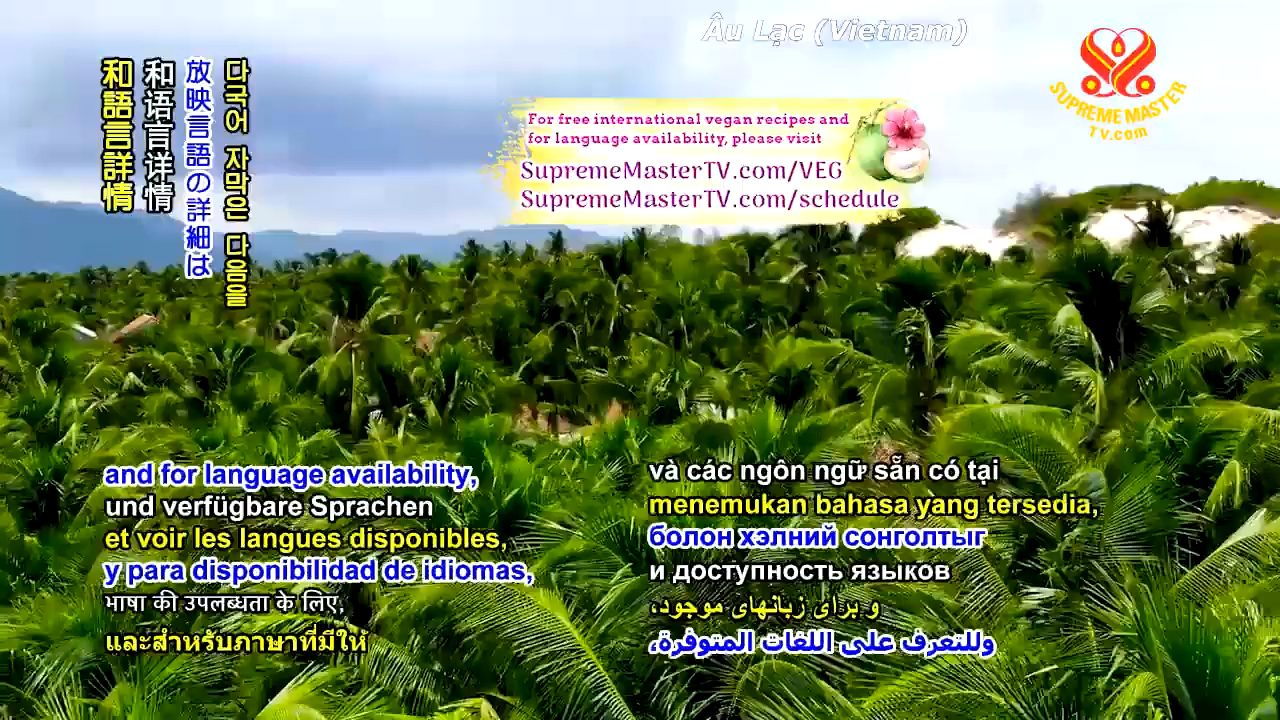 Âu Lạc (Vietnam)
SUPREME MASTER
TV.com
For free international vegan recipes and
for language availability, please visit
SupremeMasterTV.com/VEG
SupremeMasterTV.com/schedule
다국어 자막은 다음을
放映言語の詳細は
和语言详情
和語言詳情
and for language availability,
und verfügbare Sprachen
et voir les langues disponibles,
y para disponibilidad de idiomas,
भाषा की उपलब्धता के लिए,
และสำหรับภาษาที่มีให้
và các ngôn ngữ sẵn có tại
menemukan bahasa yang tersedia,
болон хэлний сонголтыг
и доступность языков
و برای زبانهای موجود،
وللتعرف على اللغات المتوفرة،